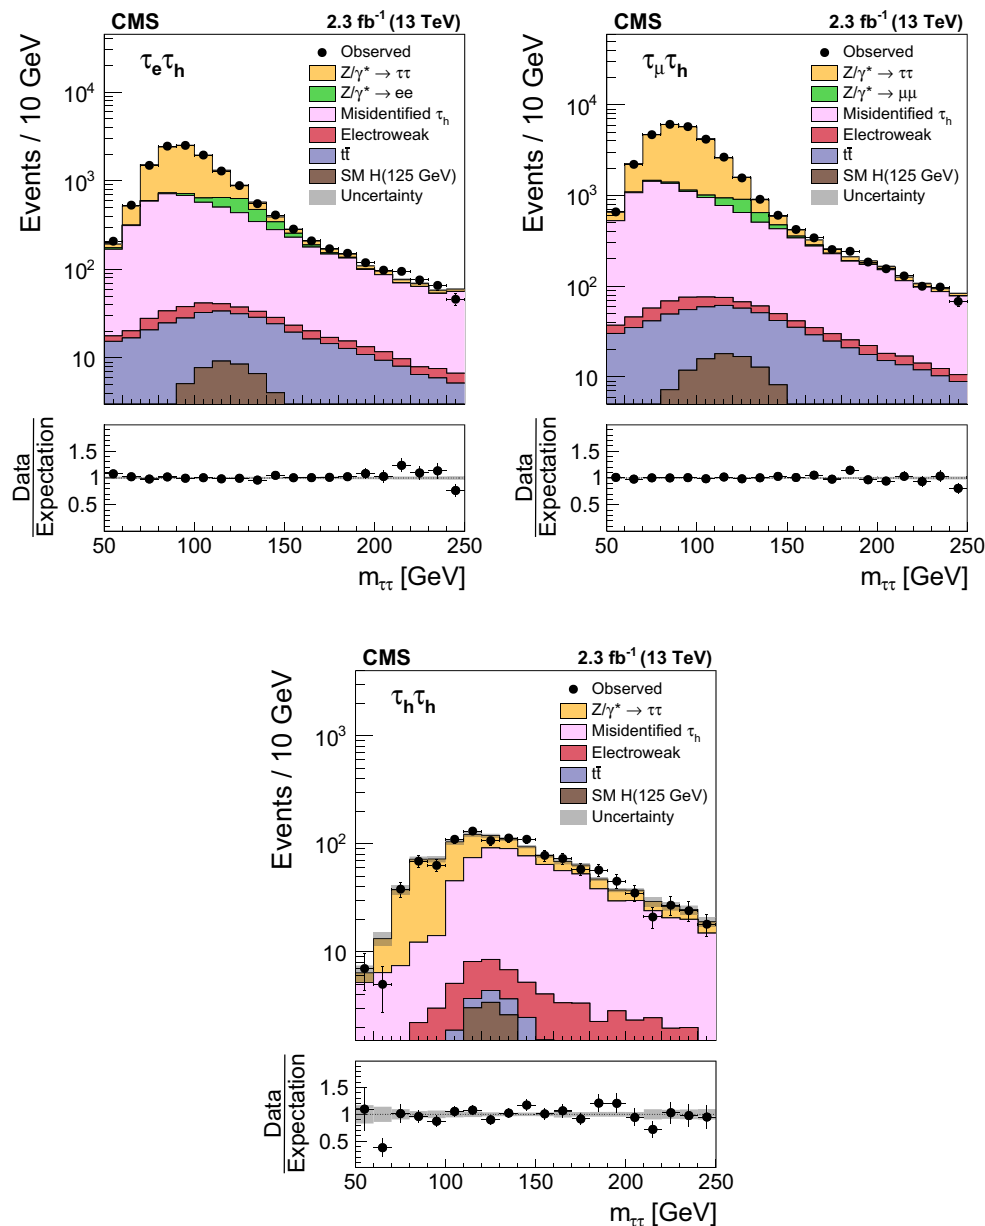 CMS 2.3 fb⁻¹ (13 TeV)
τₑτₕ
Events / 10 GeV
Observed
Z/γ* → ττ
Z/γ* → ee
Misidentified τₕ
Electroweak
tt̄
SM H(125 GeV)
Uncertainty
10⁴
10³
10²
10
Data
Expectation
1.5
1
0.5
50 100 150 200 250
m_ττ [GeV]
CMS 2.3 fb⁻¹ (13 TeV)
τ_μτₕ
Events / 10 GeV
Observed
Z/γ* → ττ
Z/γ* → μμ
Misidentified τₕ
Electroweak
tt̄
SM H(125 GeV)
Uncertainty
10⁴
10³
10²
10
Data
Expectation
1.5
1
0.5
50 100 150 200 250
m_ττ [GeV]
CMS 2.3 fb⁻¹ (13 TeV)
τₕτₕ
Events / 10 GeV
Observed
Z/γ* → ττ
Misidentified τₕ
Electroweak
tt̄
SM H(125 GeV)
Uncertainty
10³
10²
10
Data
Expectation
1.5
1
0.5
50 100 150 200 250
m_ττ [GeV]